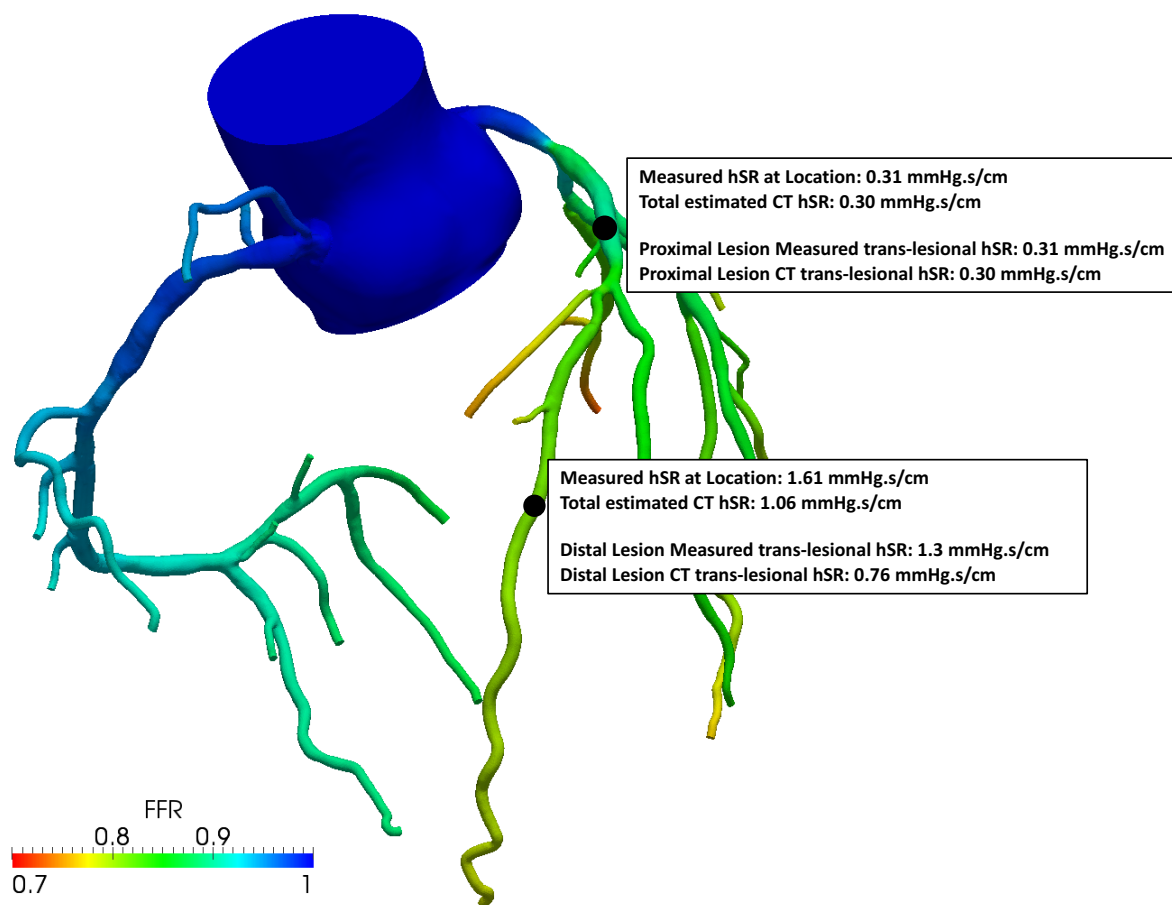 Measured hSR at Location: 0.31 mmHg.s/cm
Total estimated CT hSR: 0.30 mmHg.s/cm
Proximal Lesion Measured trans-lesional hSR: 0.31 mmHg.s/cm
Proximal Lesion CT trans-lesional hSR: 0.30 mmHg.s/cm
Measured hSR at Location: 1.61 mmHg.s/cm
Total estimated CT hSR: 1.06 mmHg.s/cm
Distal Lesion Measured trans-lesional hSR: 1.3 mmHg.s/cm
Distal Lesion CT trans-lesional hSR: 0.76 mmHg.s/cm
FFR
0.8 0.9
0.7 1